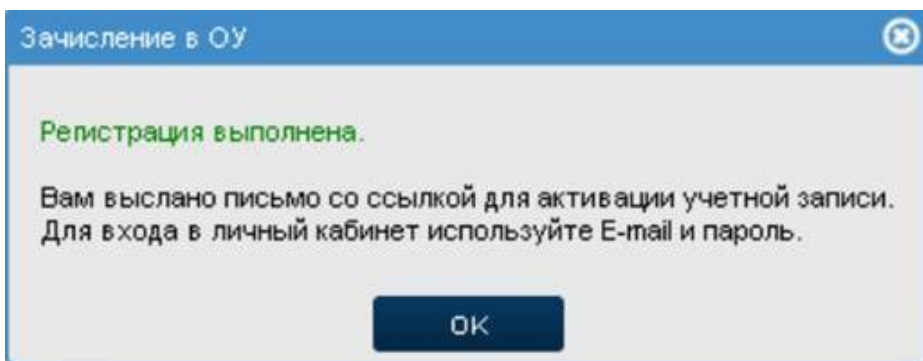 Зачисление в ОУ
Регистрация выполнена.
Вам выслано письмо со ссылкой для активации учетной записи.
Для входа в личный кабинет используйте E-mail и пароль.
OK